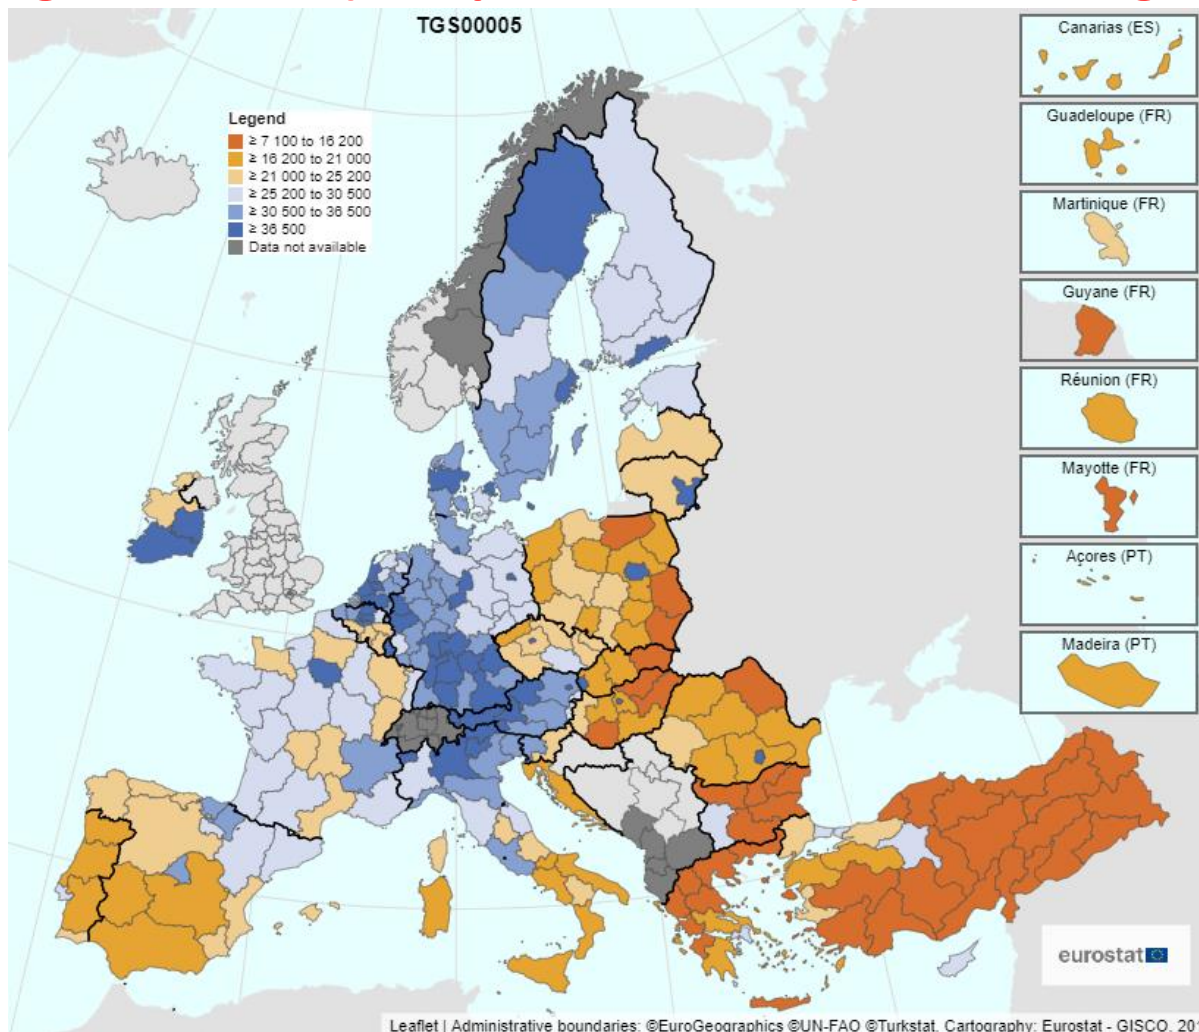 TGS00005
Legend
≥ 7 100 to 16 200
≥ 16 200 to 21 000
≥ 21 000 to 25 200
≥ 25 200 to 30 500
≥ 30 500 to 36 500
≥ 36 500
Data not available
Canarias (ES)
Guadeloupe (FR)
Martinique (FR)
Guyane (FR)
Réunion (FR)
Mayotte (FR)
Açores (PT)
Madeira (PT)
eurostat
Leaflet | Administrative boundaries: ©EuroGeographics ©UN-FAO ©Turkstat, Cartography: Eurostat - GISCO, 20